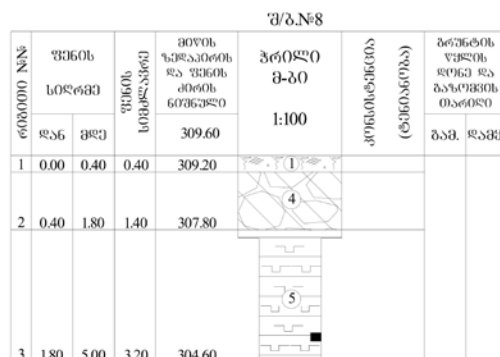 შ/ბ.№8
რიგითი №№
ფენის
სიღრმე
დან
მდე
ფენის
სიმძლავრე
მიწის
ზედაპირის
და ფენის
ძირის
ნიშნული
309.60
ჭრილი
მ-ბი
1:100
კონსისტენცია
(ტენიანობა)
გრუნტის
წყლის
დონე და
გაზომვის
თარიღი
გამ. დამყ
1 0.00 0.40 0.40 309.20 1
4
2 0.40 1.80 1.40 307.80
5
3 1.80 5.00 3.20 304.60